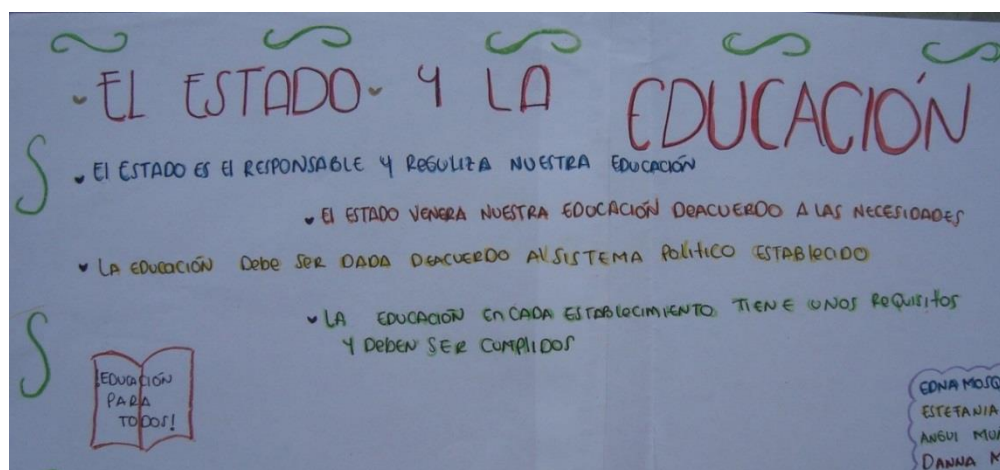 EL ESTADO Y LA EDUCACIÓN
El ESTADO ES El RESPONSABLE Y REGULIZA NUESTRA EDUCACIÓN
El ESTADO VENERA NUESTRA EDOCACIÓN DEACUERDO A LAS NECESIDADES
LA EDUCACIÓN Debe SER DADA DEACUERDO Al SISTEMA POLITICO ESTABLECIDO
LA EDUCACIÓN En CADA ESTABLECIMIENTO TIENE UNOS REQUISITOS
Y DEBEN SER CUMPLIDOS
¡EDUCACIÓN
PARA
TODOS!
EDNA
ESTEFANIA
ANGUI
DANNA